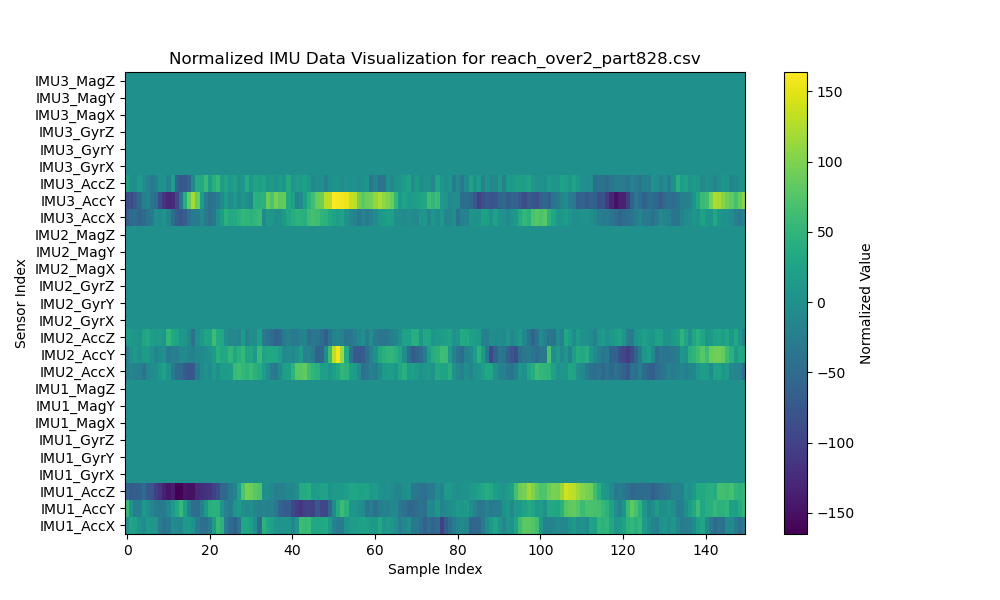 Normalized IMU Data Visualization for reach_over2_part828.csv
IMU3_MagZ
IMU3_MagY
IMU3_MagX
IMU3_GyrZ
IMU3_GyrY
IMU3_GyrX
IMU3_AccZ
IMU3_AccY
IMU3_AccX
IMU2_MagZ
IMU2_MagY
IMU2_MagX
IMU2_GyrZ
IMU2_GyrY
IMU2_GyrX
IMU2_AccZ
IMU2_AccY
IMU2_AccX
IMU1_MagZ
IMU1_MagY
IMU1_MagX
IMU1_GyrZ
IMU1_GyrY
IMU1_GyrX
IMU1_AccZ
IMU1_AccY
IMU1_AccX
Sensor Index
0 20 40 60 80 100 120 140
Sample Index
150
100
50
0
−50
−100
−150
Normalized Value